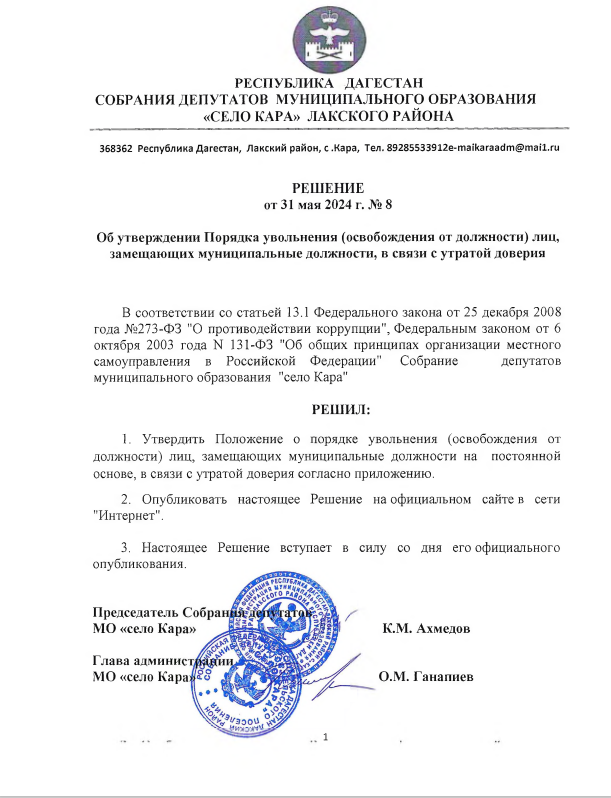 РЕСПУБЛИКА ДАГЕСТАН
СОБРАНИЯ ДЕПУТАТОВ МУНИЦИПАЛЬНОГО ОБРАЗОВАНИЯ
«СЕЛО КАРА» ЛАКСКОГО РАЙОНА
368362 Республика Дагестан, Лакский район, с .Кара, Тел. 89285533912e-maikaraadm@mai1.ru
РЕШЕНИЕ
от 31 мая 2024 г. № 8
Об утверждении Порядка увольнения (освобождения от должности) лиц,
замещающих муниципальные должности, в связи с утратой доверия
В соответствии со статьей 13.1 Федерального закона от 25 декабря 2008
года №273-ФЗ "О противодействии коррупции", Федеральным законом от 6
октября 2003 года N 131-ФЗ "Об общих принципах организации местного
самоуправления в Российской Федерации" Собрание депутатов
муниципального образования "село Кара"
РЕШИЛ:
1. Утвердить Положение о порядке увольнения (освобождения от
должности) лиц, замещающих муниципальные должности на постоянной
основе, в связи с утратой доверия согласно приложению.
2. Опубликовать настоящее Решение на официальном сайте в сети
"Интернет".
3. Настоящее Решение вступает в силу со дня его официального
опубликования.
Председатель Собрания депутатов
МО «село Кара» К.М. Ахмедов
Глава администрации
МО «село Кара» О.М. Ганапиев
1